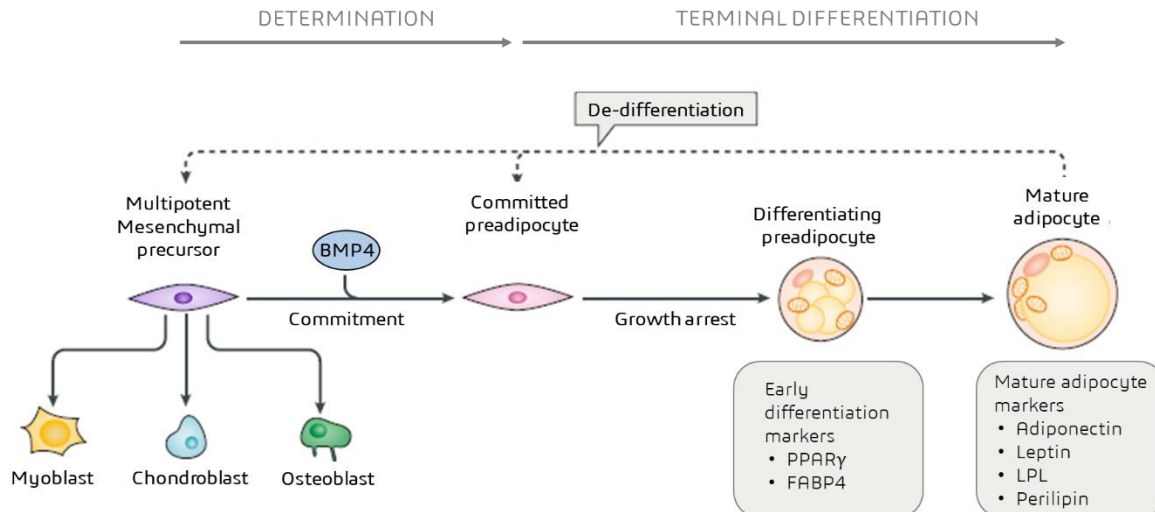 DETERMINATION
TERMINAL DIFFERENTIATION
De-differentiation
Multipotent
Mesenchymal
precursor
BMP4
Commitment
Committed
preadipocyte
Growth arrest
Differentiating
preadipocyte
Mature
adipocyte
Myoblast
Chondroblast
Osteoblast
Early
differentiation
markers
• PPARγ
• FABP4
Mature adipocyte
markers
• Adiponectin
• Leptin
• LPL
• Perilipin